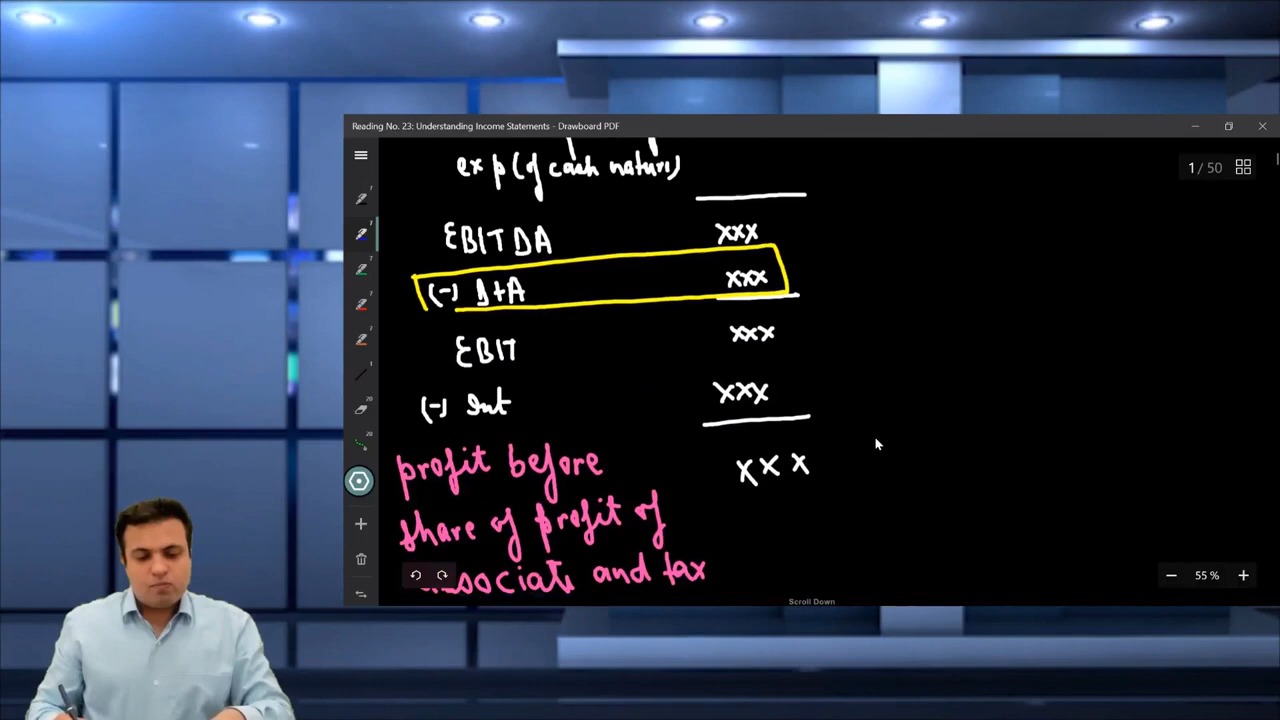 Reading No. 23: Understanding Income Statements - Drawboard PDF
1 / 50
exp (of cash nature)
EBITDA xxx
(-) D+A xxx
EBIT xxx
(-) Int xxx
profit before xxx
share of profit of
associate and tax
55 %
Scroll Down